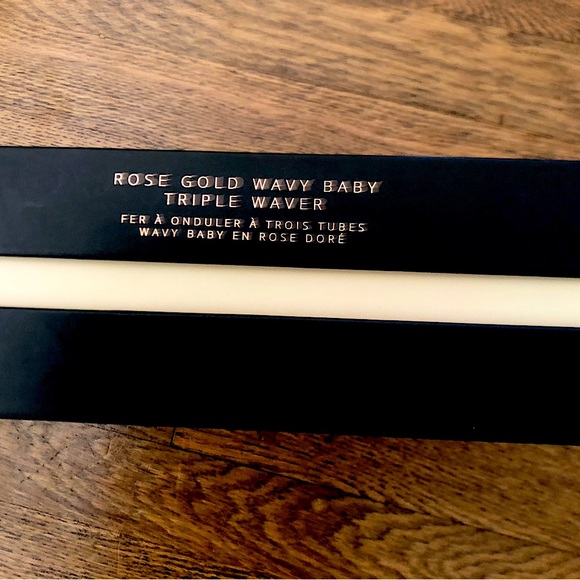 ROSE GOLD WAVY BABY
TRIPLE WAVER
FER À ONDULER À TROIS TUBES
WAVY BABY EN ROSE DORÉ